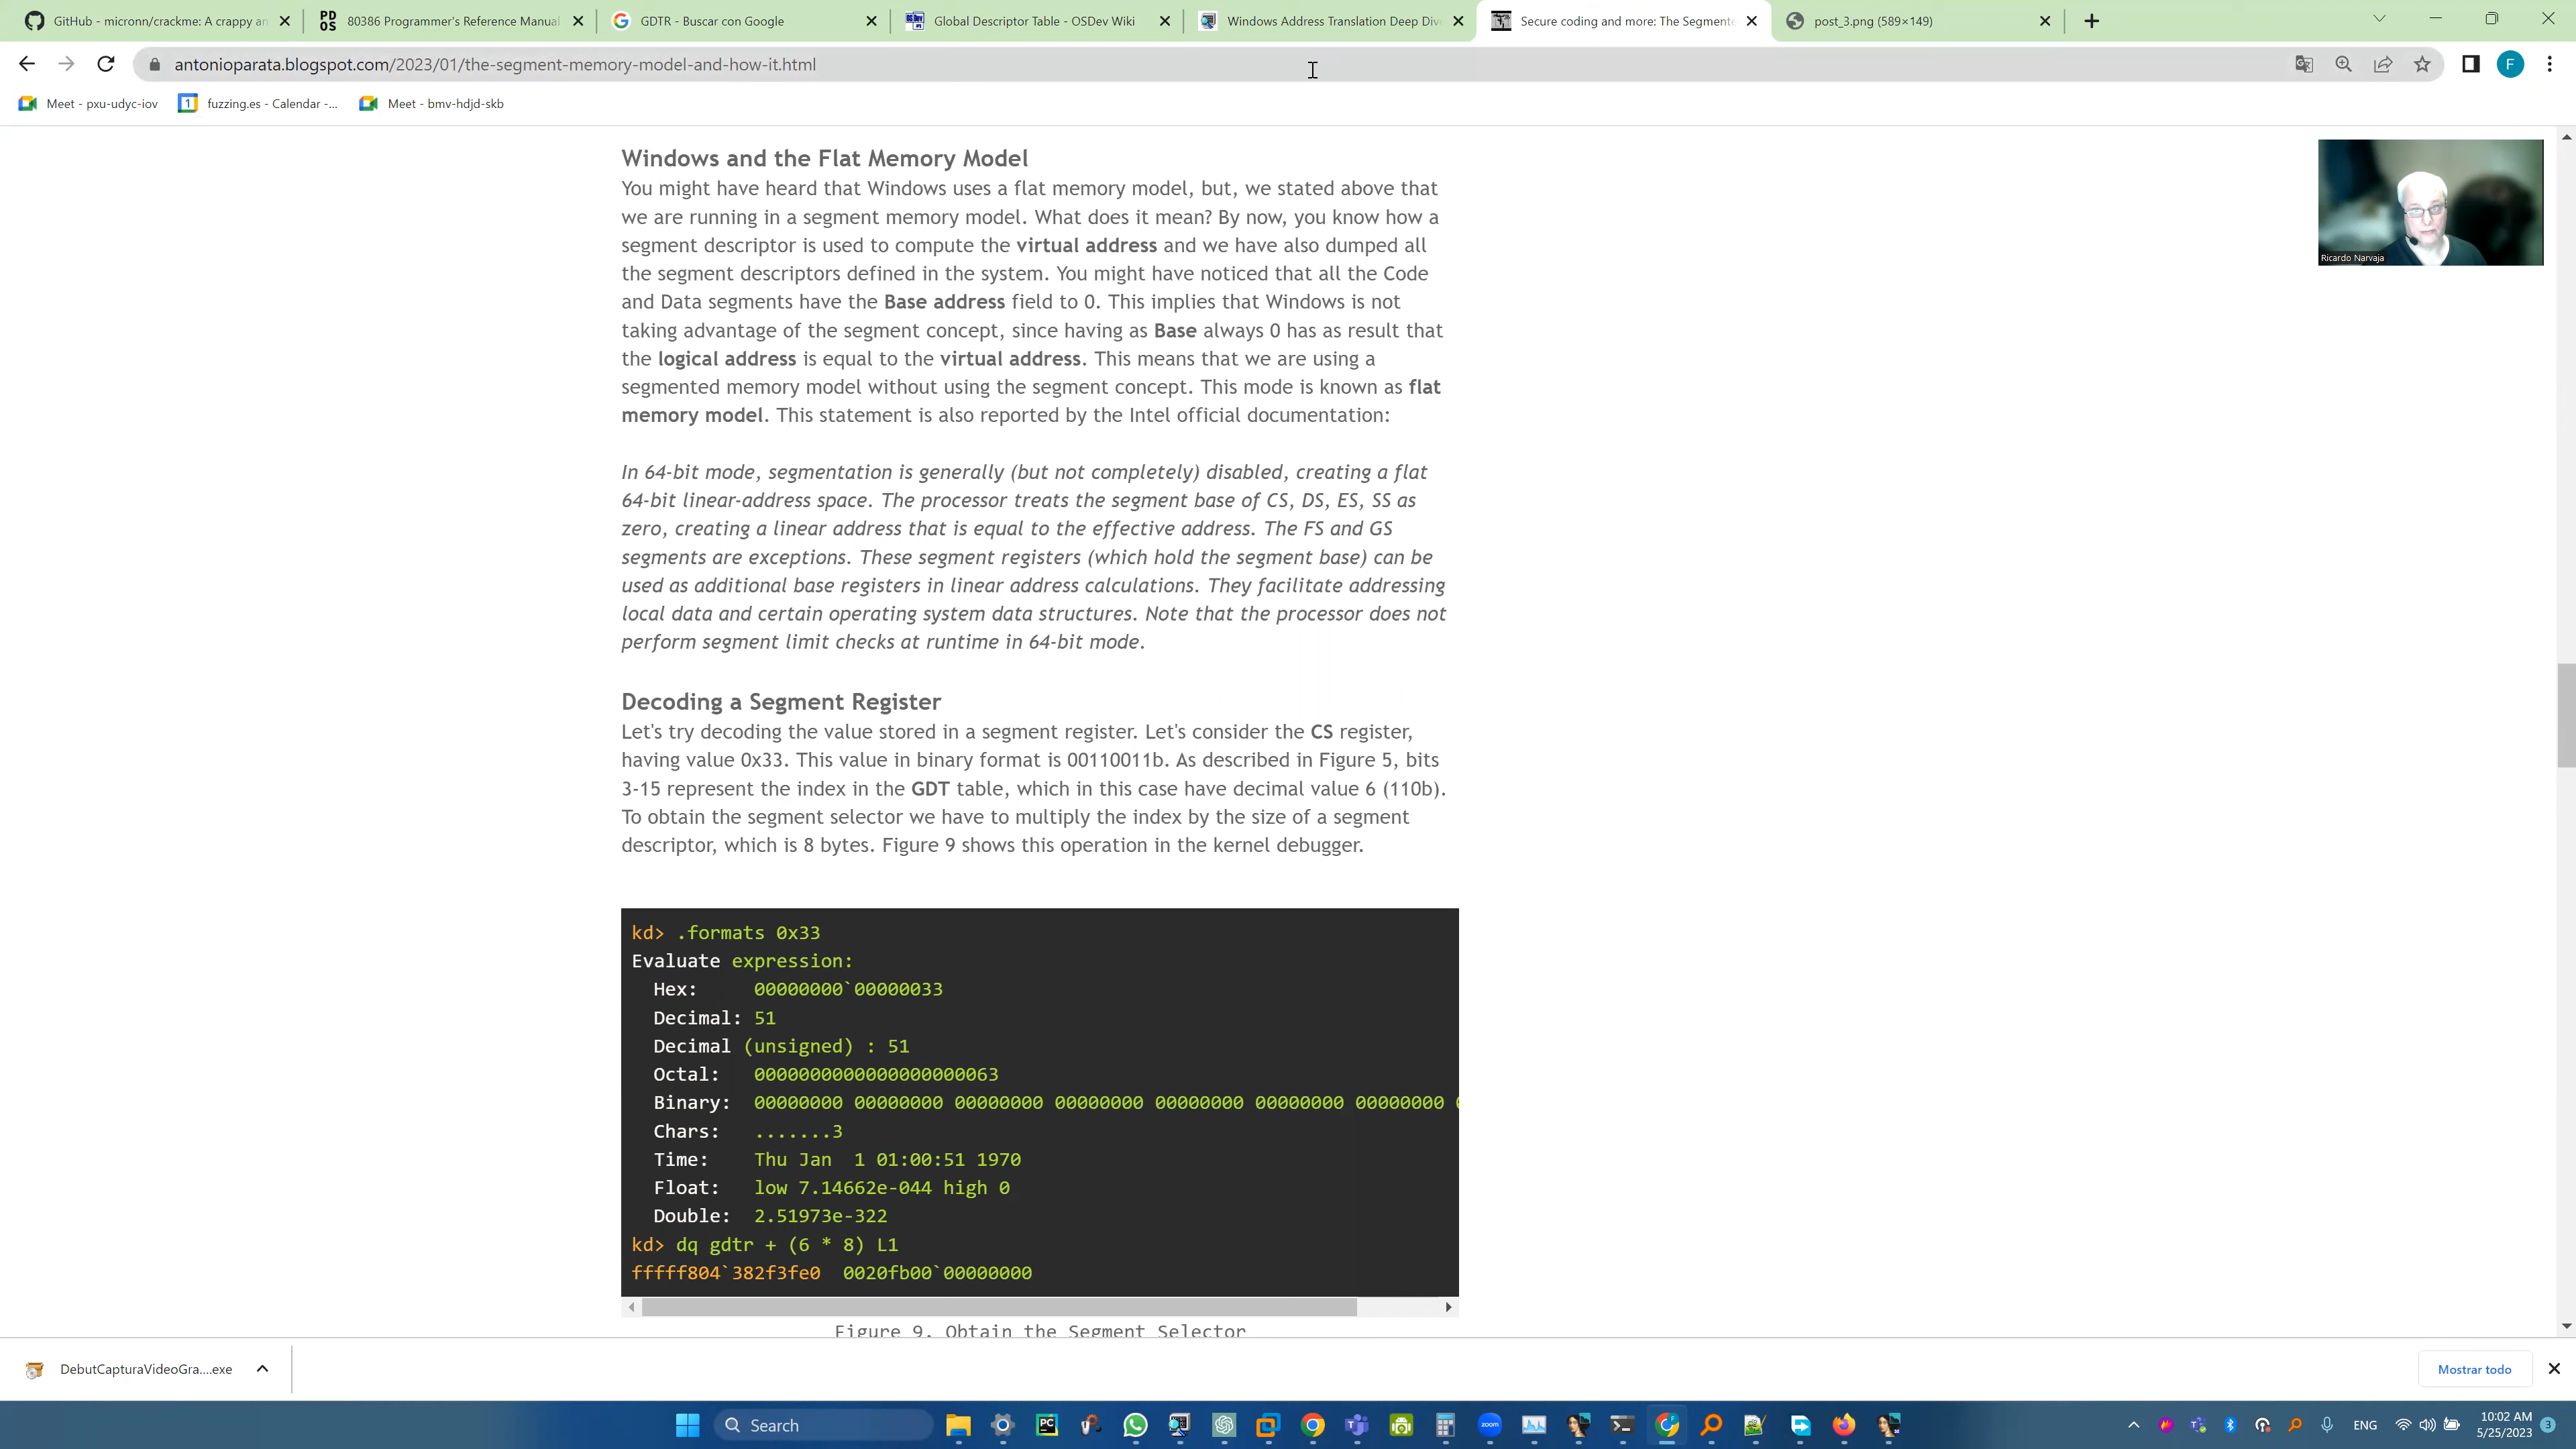 GitHub - micronn/crackme: A crappy an
80386 Programmer's Reference Manual
GDTR - Buscar con Google
Global Descriptor Table - OSDev Wiki
Windows Address Translation Deep Div
Secure coding and more: The Segmente
post_3.png (589×149)
antonioparata.blogspot.com/2023/01/the-segment-memory-model-and-how-it.html
F
Meet - pxu-udyc-iov
1
fuzzing.es - Calendar -...
Meet - bmv-hdjd-skb
Windows and the Flat Memory Model
You might have heard that Windows uses a flat memory model, but, we stated above that
we are running in a segment memory model. What does it mean? By now, you know how a
segment descriptor is used to compute the virtual address and we have also dumped all
the segment descriptors defined in the system. You might have noticed that all the Code
and Data segments have the Base address field to 0. This implies that Windows is not
taking advantage of the segment concept, since having as Base always 0 has as result that
the logical address is equal to the virtual address. This means that we are using a
segmented memory model without using the segment concept. This mode is known as flat
memory model. This statement is also reported by the Intel official documentation:
In 64-bit mode, segmentation is generally (but not completely) disabled, creating a flat
64-bit linear-address space. The processor treats the segment base of CS, DS, ES, SS as
zero, creating a linear address that is equal to the effective address. The FS and GS
segments are exceptions. These segment registers (which hold the segment base) can be
used as additional base registers in linear address calculations. They facilitate addressing
local data and certain operating system data structures. Note that the processor does not
perform segment limit checks at runtime in 64-bit mode.
Ricardo Narvaja
Decoding a Segment Register
Let's try decoding the value stored in a segment register. Let's consider the CS register,
having value 0x33. This value in binary format is 00110011b. As described in Figure 5, bits
3-15 represent the index in the GDT table, which in this case have decimal value 6 (110b).
To obtain the segment selector we have to multiply the index by the size of a segment
descriptor, which is 8 bytes. Figure 9 shows this operation in the kernel debugger.
kd> .formats 0x33
Evaluate expression:
Hex: 00000000`00000033
Decimal: 51
Decimal (unsigned) : 51
Octal: 0000000000000000000063
Binary: 00000000 00000000 00000000 00000000 00000000 00000000 00000000
Chars: .......3
Time: Thu Jan 1 01:00:51 1970
Float: low 7.14662e-044 high 0
Double: 2.51973e-322
kd> dq gdtr + (6 * 8) L1
fffff804`382f3fe0 0020fb00`00000000
Figure 9. Obtain the Segment Selector
DebutCapturaVideoGra....exe
Mostrar todo
Search
PC
zoom
ENG
10:02 AM
5/25/2023
3